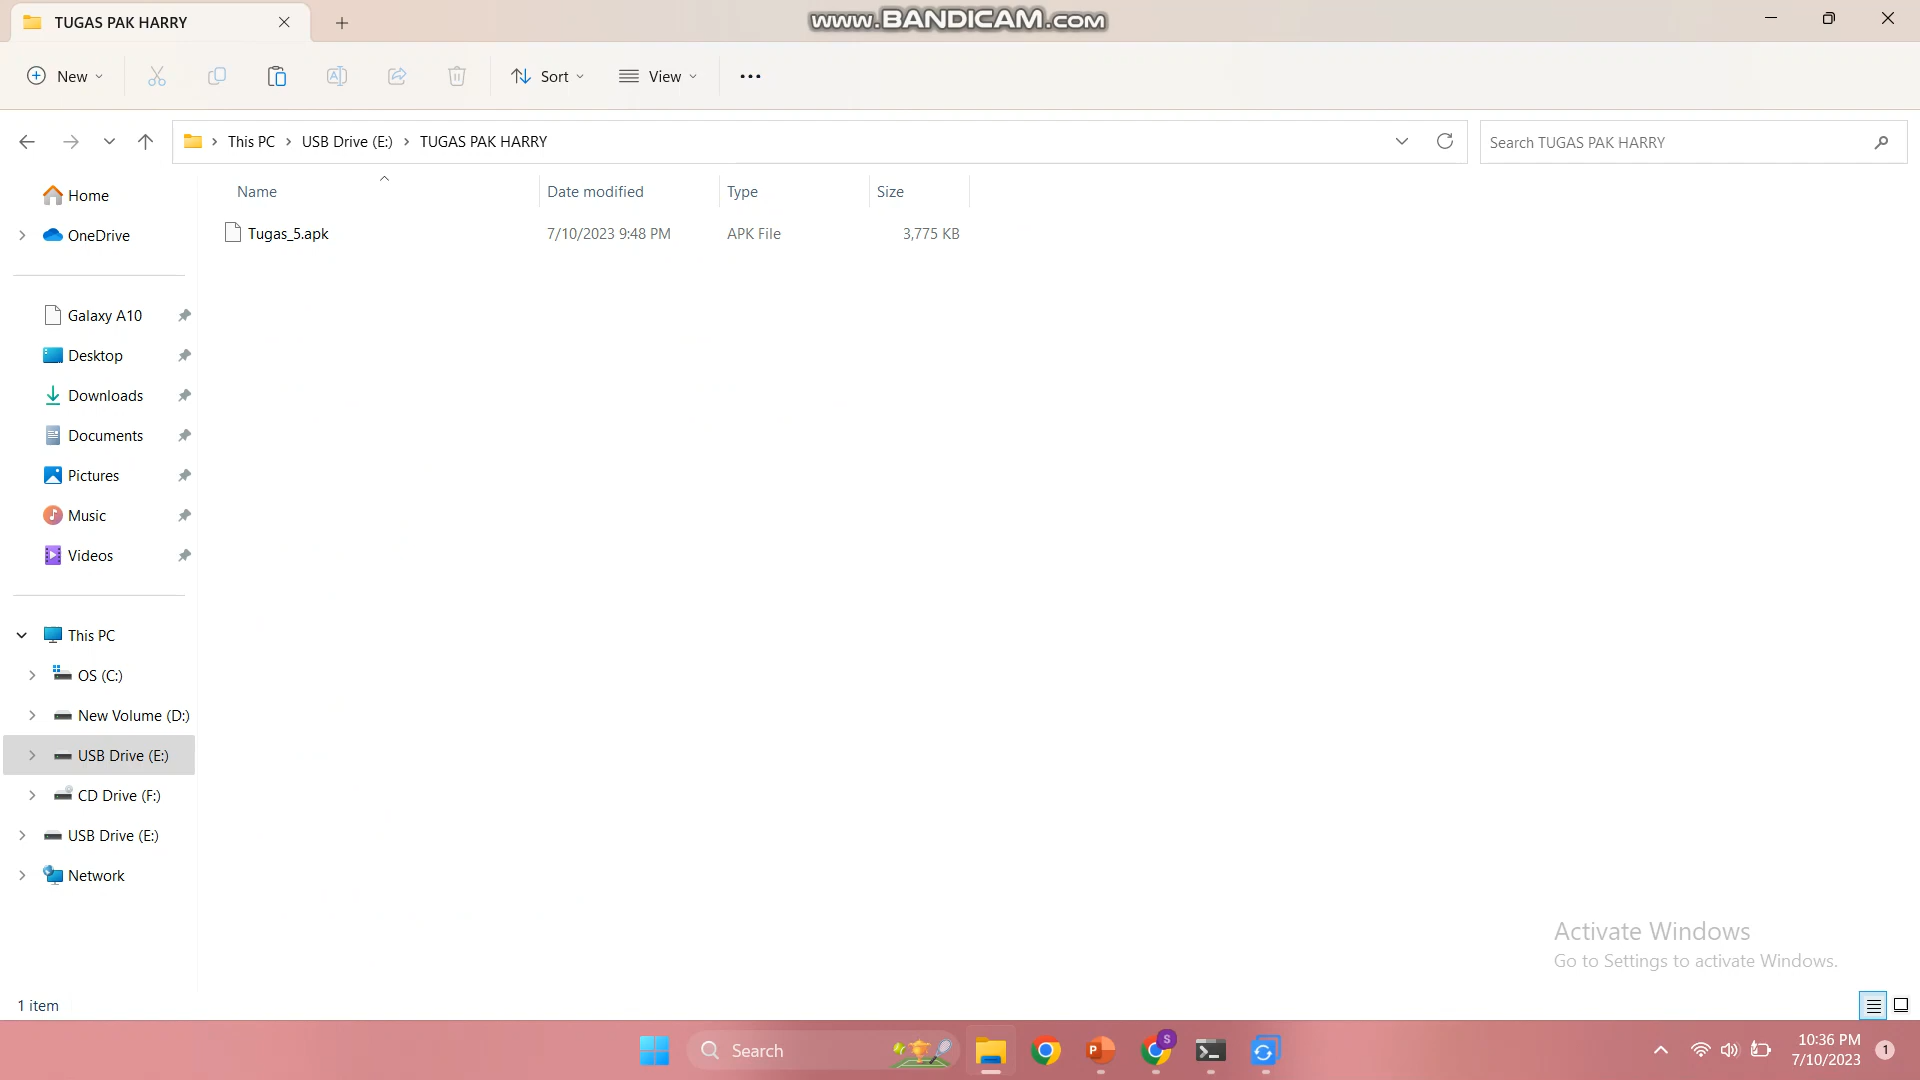 TUGAS PAK HARRY
www.BANDICAM.com
New
Sort
View
This PC
USB Drive (E:)
TUGAS PAK HARRY
Search TUGAS PAK HARRY
Name
Date modified
Type
Size
Tugas_5.apk
7/10/2023 9:48 PM
APK File
3,775 KB
Home
OneDrive
Galaxy A10
Desktop
Downloads
Documents
Pictures
Music
Videos
This PC
OS (C:)
New Volume (D:)
USB Drive (E:)
CD Drive (F:)
USB Drive (E:)
Network
Activate Windows
Go to Settings to activate Windows.
1 item
Search
P
S
10:36 PM
7/10/2023
1